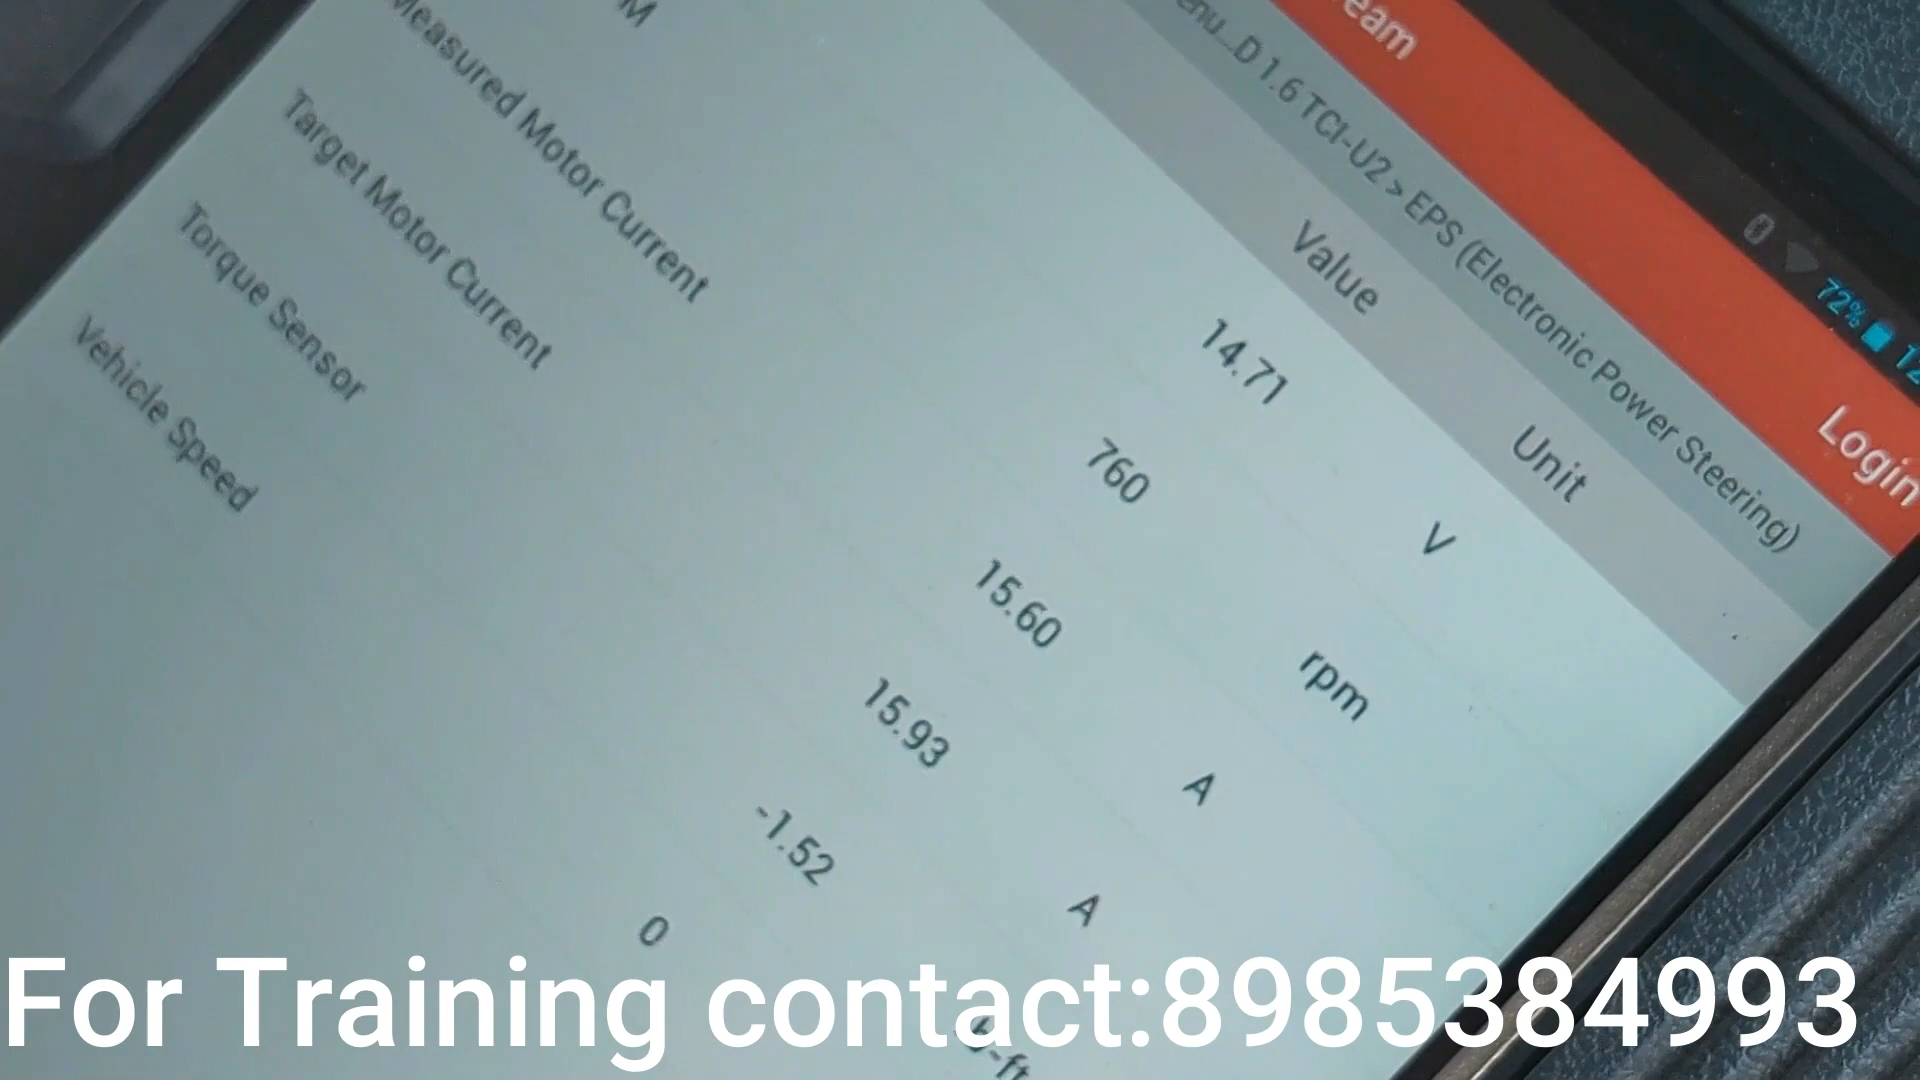 72%
Login
D 1.6 TCI-U2 > EPS (Electronic Power Steering)
Value Unit
14.71 V
760 rpm
Measured Motor Current 15.60 A
Target Motor Current 15.93 A
Torque Sensor -1.52
Vehicle Speed 0
For Training contact:8985384993